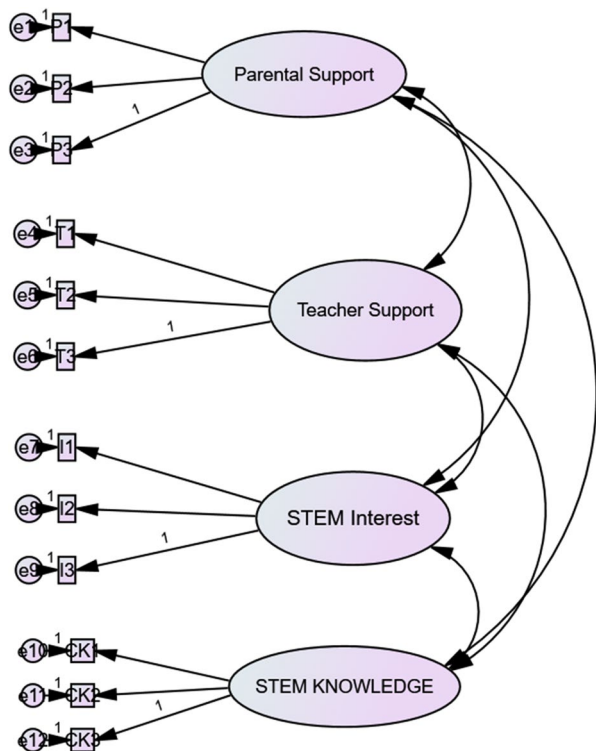 e1 1 P1
Parental Support
e2 1 P2
1
e3 1 P3
e4 1 T1
Teacher Support
e5 1 T2
1
e6 1 T3
e7 1 I1
e8 1 I2
STEM Interest
1
e9 1 I3
e10 1 CK1
e11 1 CK2
STEM KNOWLEDGE
1
e12 1 CK3